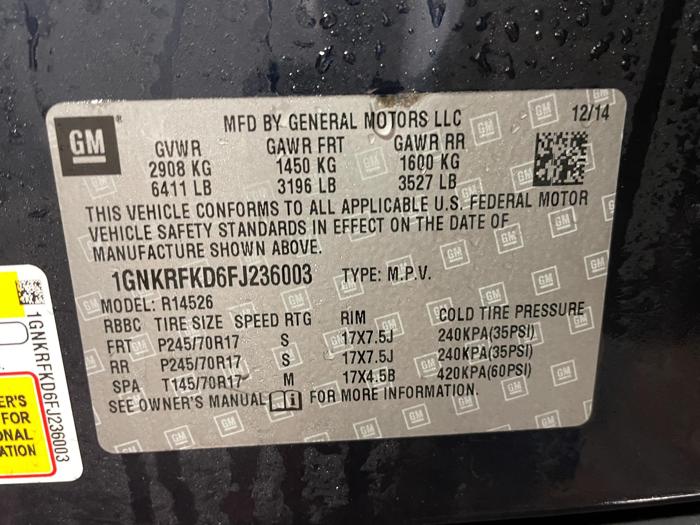 GM
MFD BY GENERAL MOTORS LLC 12/14
GVWR GAWR FRT GAWR RR
2908 KG 1450 KG 1600 KG
6411 LB 3196 LB 3527 LB
THIS VEHICLE CONFORMS TO ALL APPLICABLE U.S. FEDERAL MOTOR
VEHICLE SAFETY STANDARDS IN EFFECT ON THE DATE OF
MANUFACTURE SHOWN ABOVE.
1GNKRFKD6FJ236003 TYPE: M.P.V.
MODEL: R14526
RBBC TIRE SIZE SPEED RTG RIM COLD TIRE PRESSURE
FRT P245/70R17 S 17X7.5J 240KPA(35PSI)
RR P245/70R17 S 17X7.5J 240KPA(35PSI)
SPA T145/70R17 M 17X4.5B 420KPA(60PSI)
SEE OWNER'S MANUAL i FOR MORE INFORMATION.
1GNKRFKD6FJ236003
ER'S
FOR
ONAL
ATION